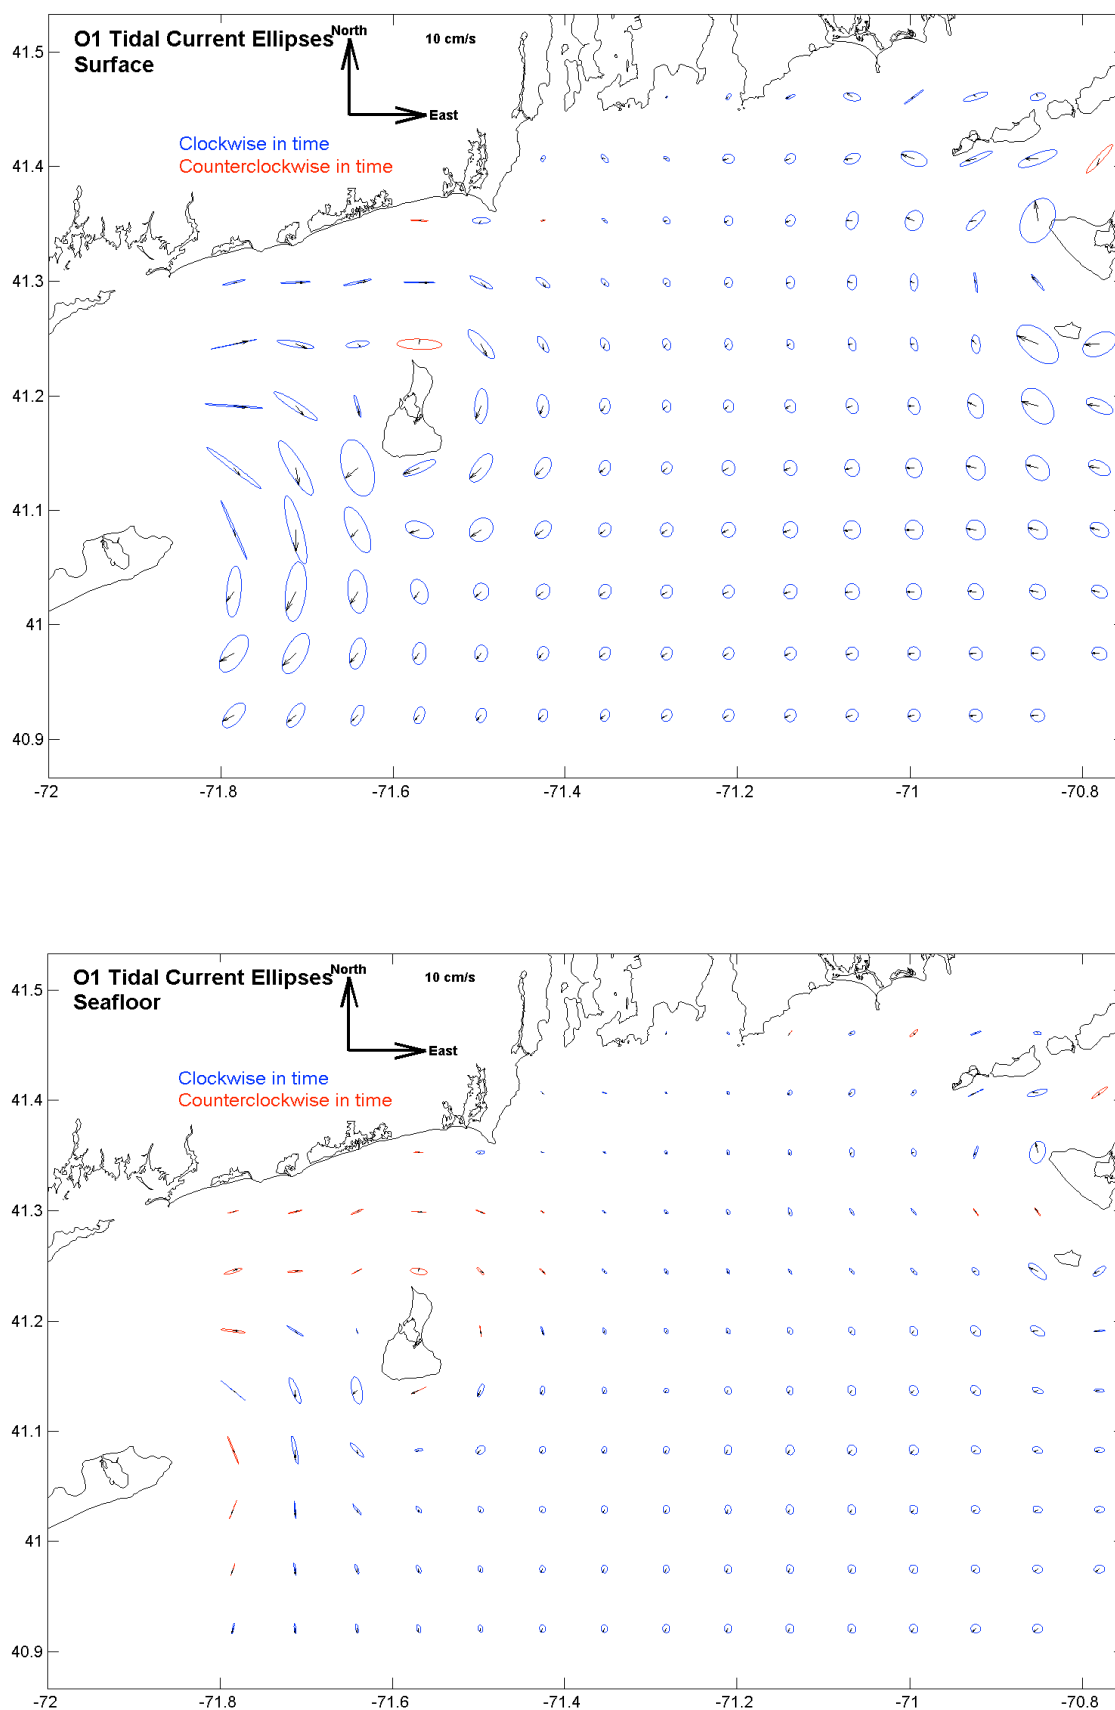 O1 Tidal Current Ellipses
Surface
North
10 cm/s
East
Clockwise in time
Counterclockwise in time
41.5
41.4
41.3
41.2
41.1
41
40.9
-72
-71.8
-71.6
-71.4
-71.2
-71
-70.8
O1 Tidal Current Ellipses
Seafloor
North
10 cm/s
East
Clockwise in time
Counterclockwise in time
41.5
41.4
41.3
41.2
41.1
41
40.9
-72
-71.8
-71.6
-71.4
-71.2
-71
-70.8